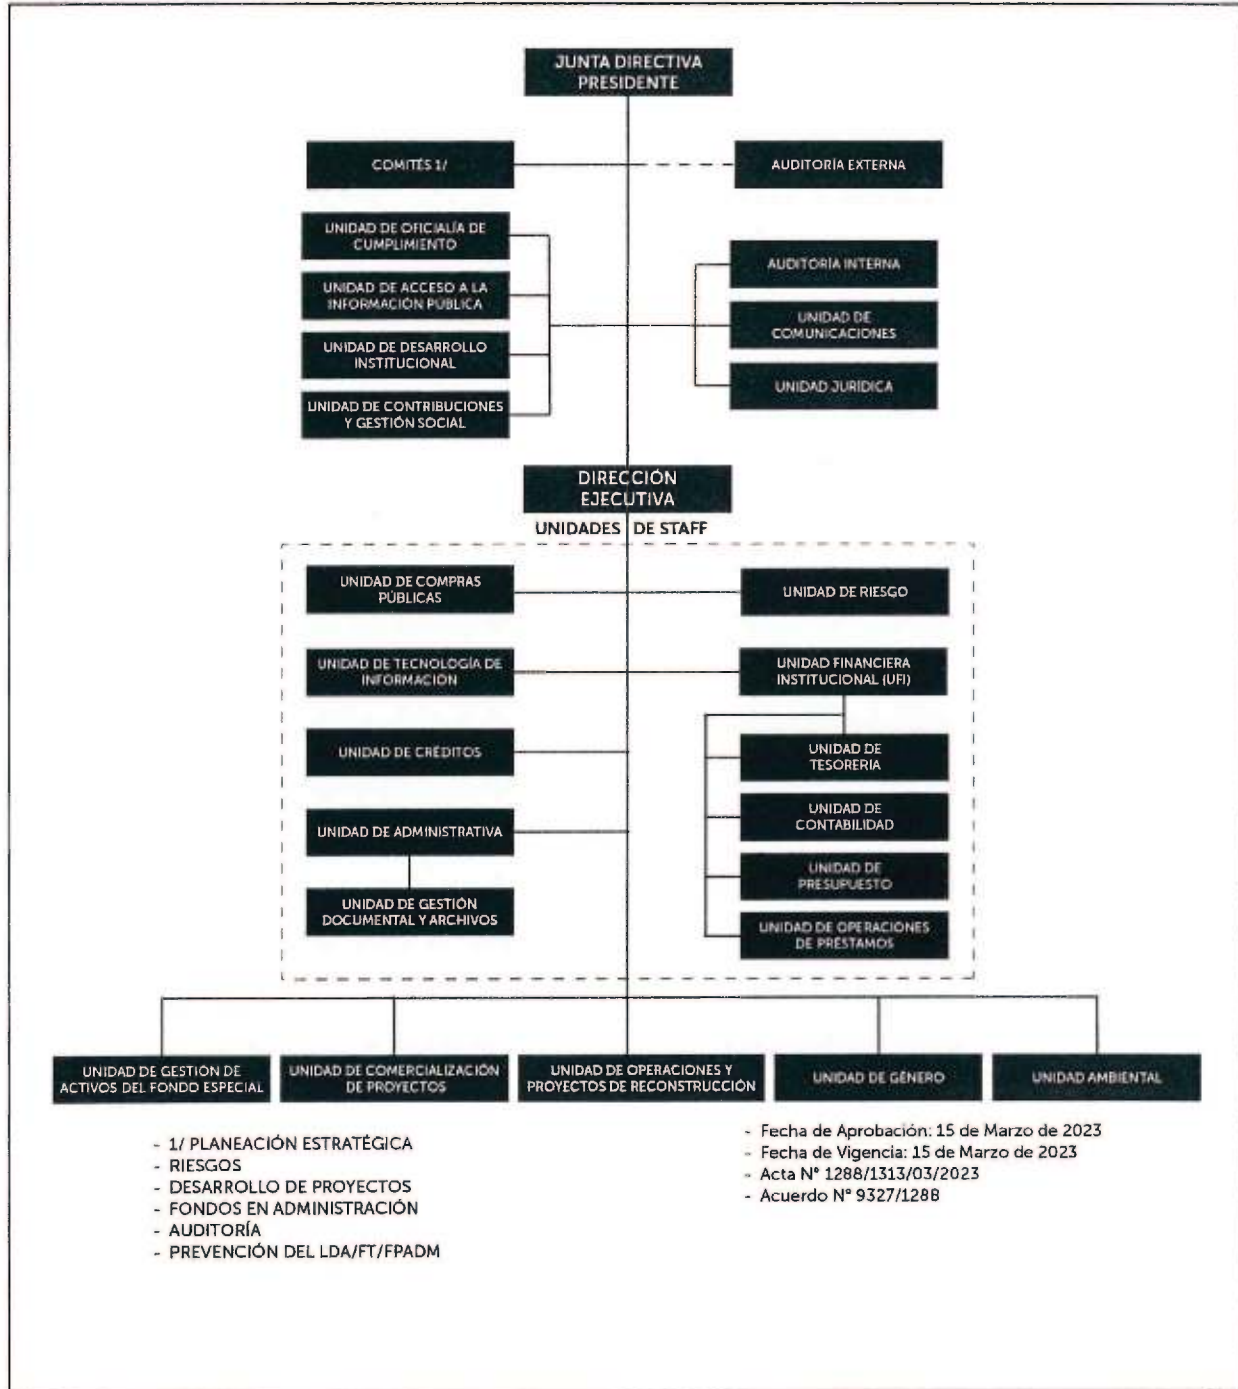 JUNTA DIRECTIVA
PRESIDENTE
COMITÉS 1/
AUDITORÍA EXTERNA
UNIDAD DE OFICIALÍA DE
CUMPLIMIENTO
UNIDAD DE ACCESO A LA
INFORMACIÓN PÚBLICA
UNIDAD DE DESARROLLO
INSTITUCIONAL
UNIDAD DE CONTRIBUCIONES
Y GESTIÓN SOCIAL
AUDITORÍA INTERNA
UNIDAD DE
COMUNICACIONES
UNIDAD JURÍDICA
DIRECCIÓN
EJECUTIVA
UNIDADES DE STAFF
UNIDAD DE COMPRAS
PÚBLICAS
UNIDAD DE RIESGO
UNIDAD DE TECNOLOGÍA DE
INFORMACIÓN
UNIDAD FINANCIERA
INSTITUCIONAL (UFI)
UNIDAD DE CRÉDITOS
UNIDAD DE
TESORERIA
UNIDAD DE ADMINISTRATIVA
UNIDAD DE
CONTABILIDAD
UNIDAD DE GESTIÓN
DOCUMENTAL Y ARCHIVOS
UNIDAD DE
PRESUPUESTO
UNIDAD DE OPERACIONES
DE PRÉSTAMOS
UNIDAD DE GESTIÓN DE
ACTIVOS DEL FONDO ESPECIAL
UNIDAD DE COMERCIALIZACIÓN
DE PROYECTOS
UNIDAD DE OPERACIONES Y
PROYECTOS DE RECONSTRUCCIÓN
UNIDAD DE GÉNERO
UNIDAD AMBIENTAL
- 1/ PLANEACIÓN ESTRATÉGICA
- RIESGOS
- DESARROLLO DE PROYECTOS
- FONDOS EN ADMINISTRACIÓN
- AUDITORÍA
- PREVENCIÓN DEL LDA/FT/FPADM
- Fecha de Aprobación: 15 de Marzo de 2023
- Fecha de Vigencia: 15 de Marzo de 2023
- Acta N° 1288/1313/03/2023
- Acuerdo N° 9327/1288